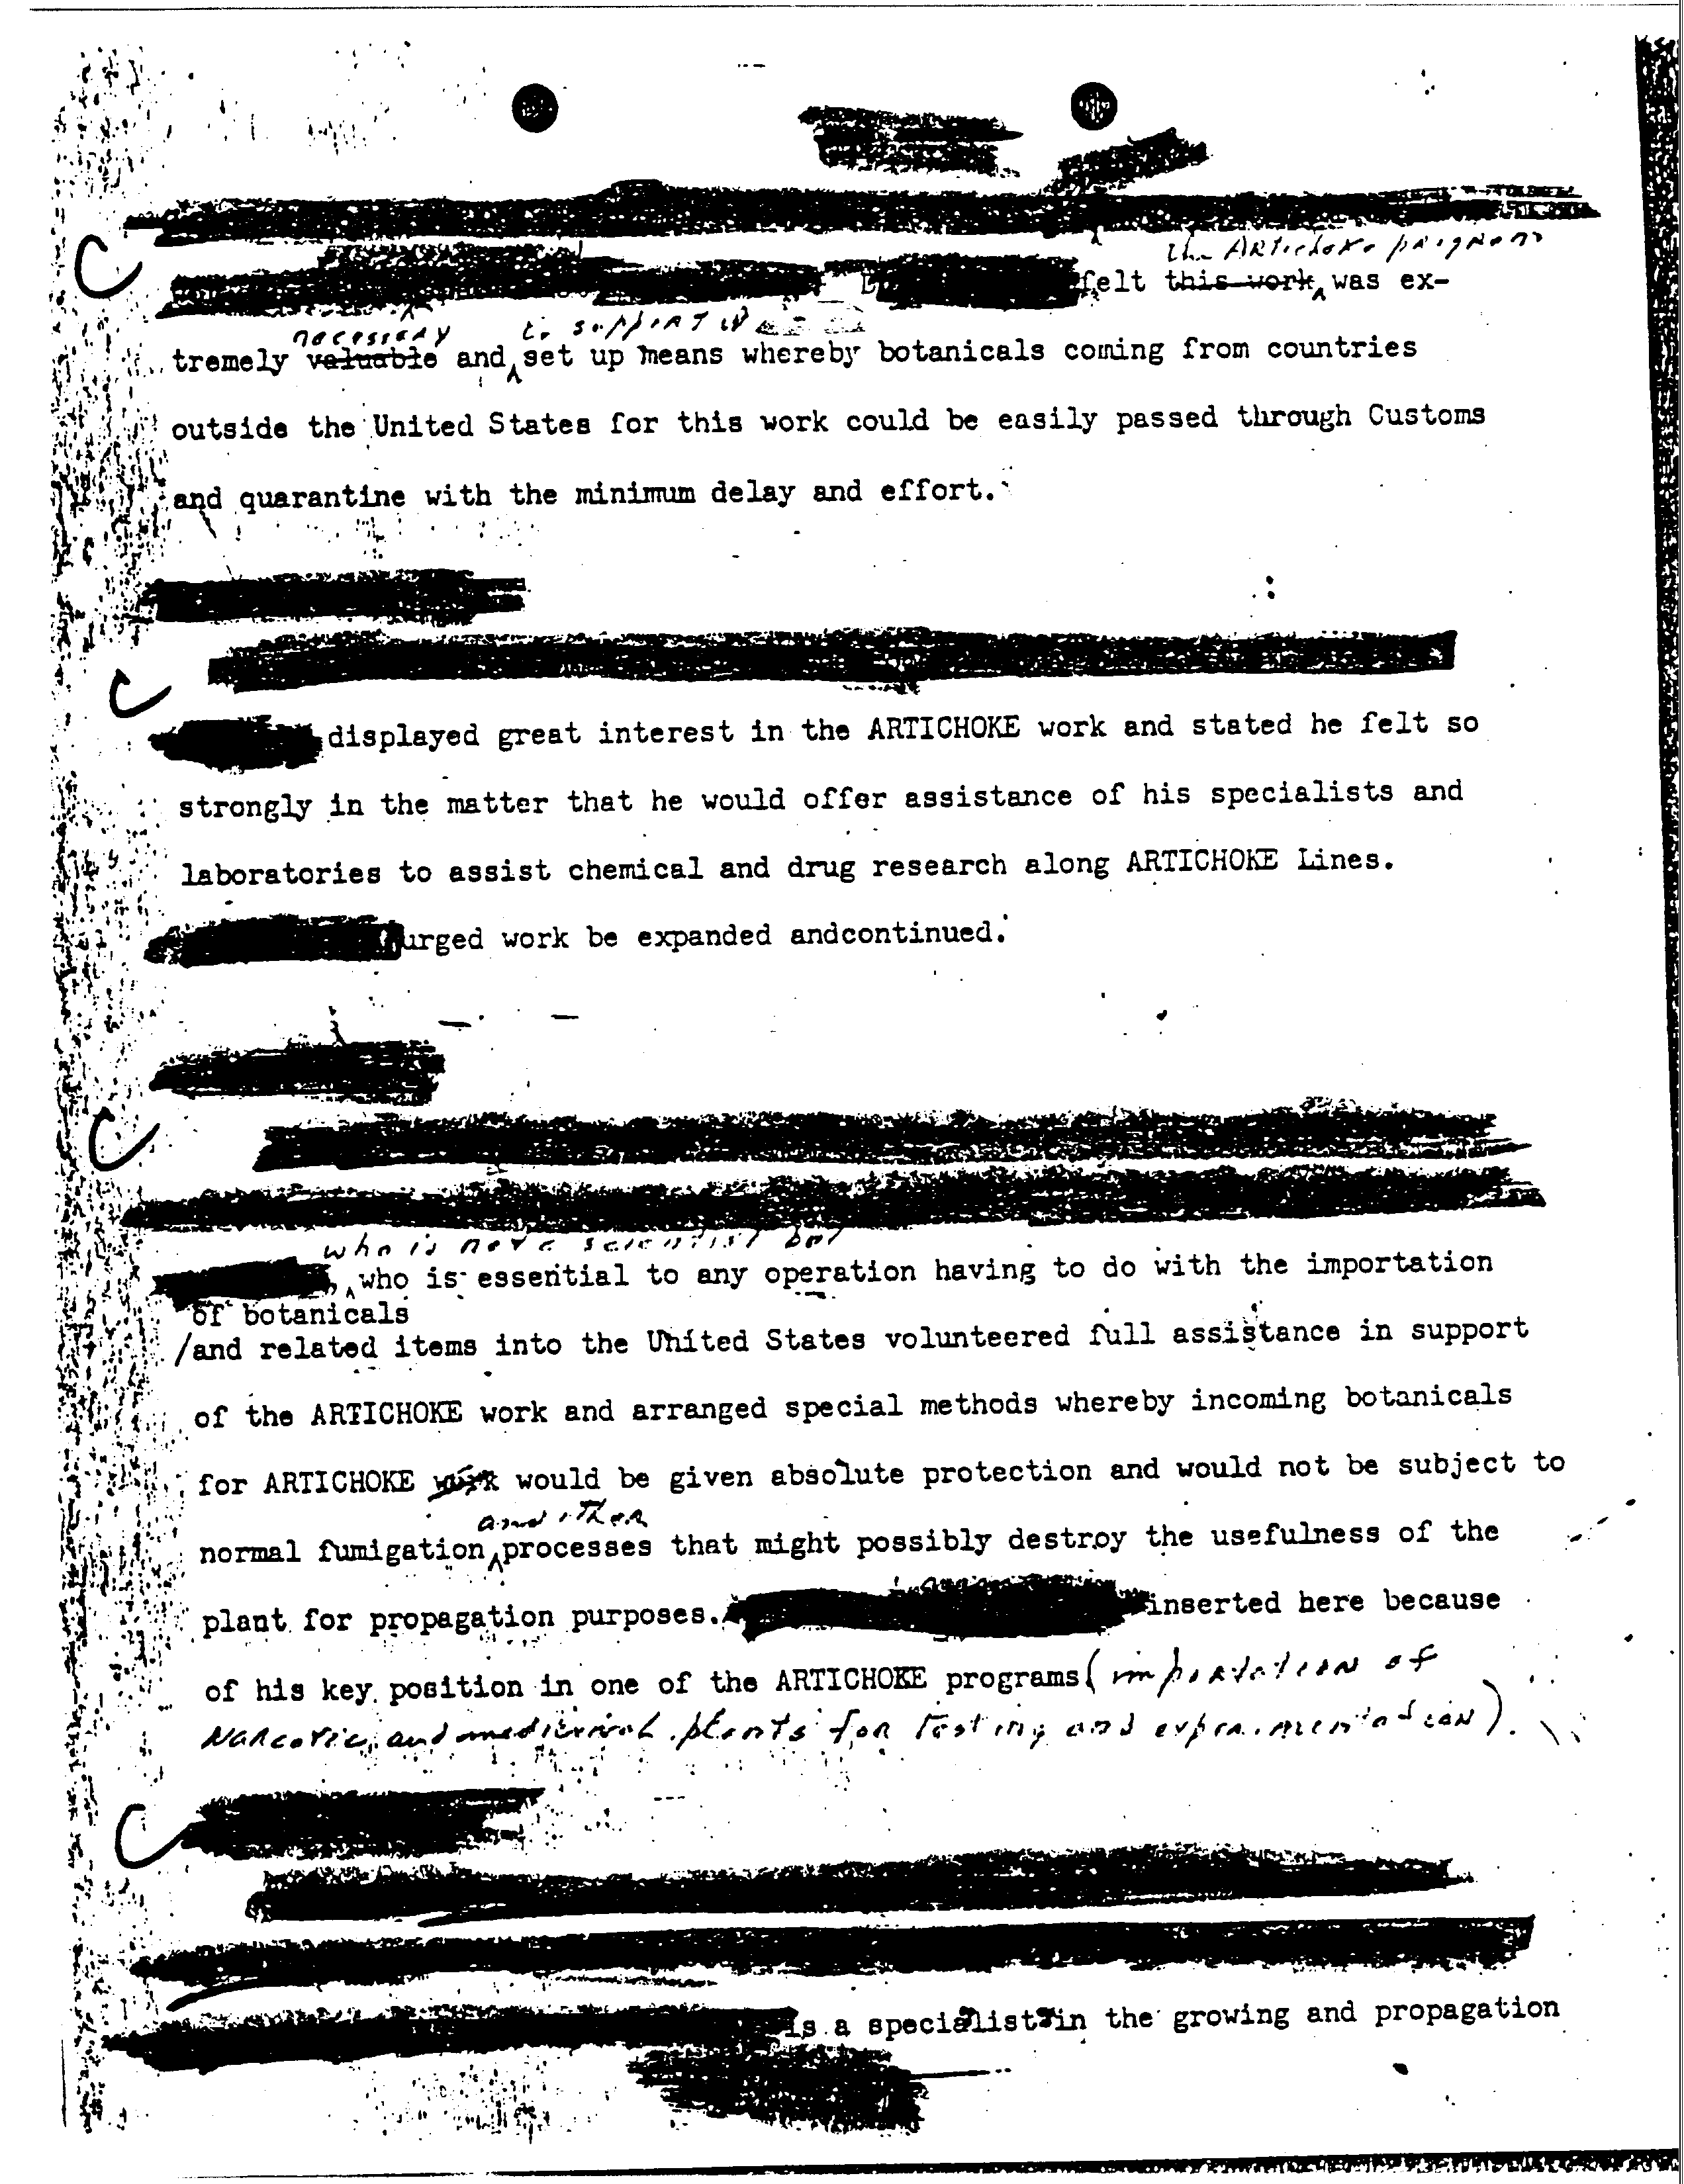 C
the Artichoke program
felt this work was ex-
necessary to support it
tremely valuable and set up means whereby botanicals coming from countries
outside the United States for this work could be easily passed through Customs
and quarantine with the minimum delay and effort.
C
displayed great interest in the ARTICHOKE work and stated he felt so
strongly in the matter that he would offer assistance of his specialists and
laboratories to assist chemical and drug research along ARTICHOKE Lines.
urged work be expanded andcontinued.
C
who is not a scientist but
, who is essential to any operation having to do with the importation
of botanicals
/and related items into the United States volunteered full assistance in support
of the ARTICHOKE work and arranged special methods whereby incoming botanicals
for ARTICHOKE work would be given absolute protection and would not be subject to
and other
normal fumigation processes that might possibly destroy the usefulness of the
plant for propagation purposes. inserted here because
of his key position in one of the ARTICHOKE programs (importation of
narcotic and medicinal plants for testing and experimentation).
C
is a specialist in the growing and propagation